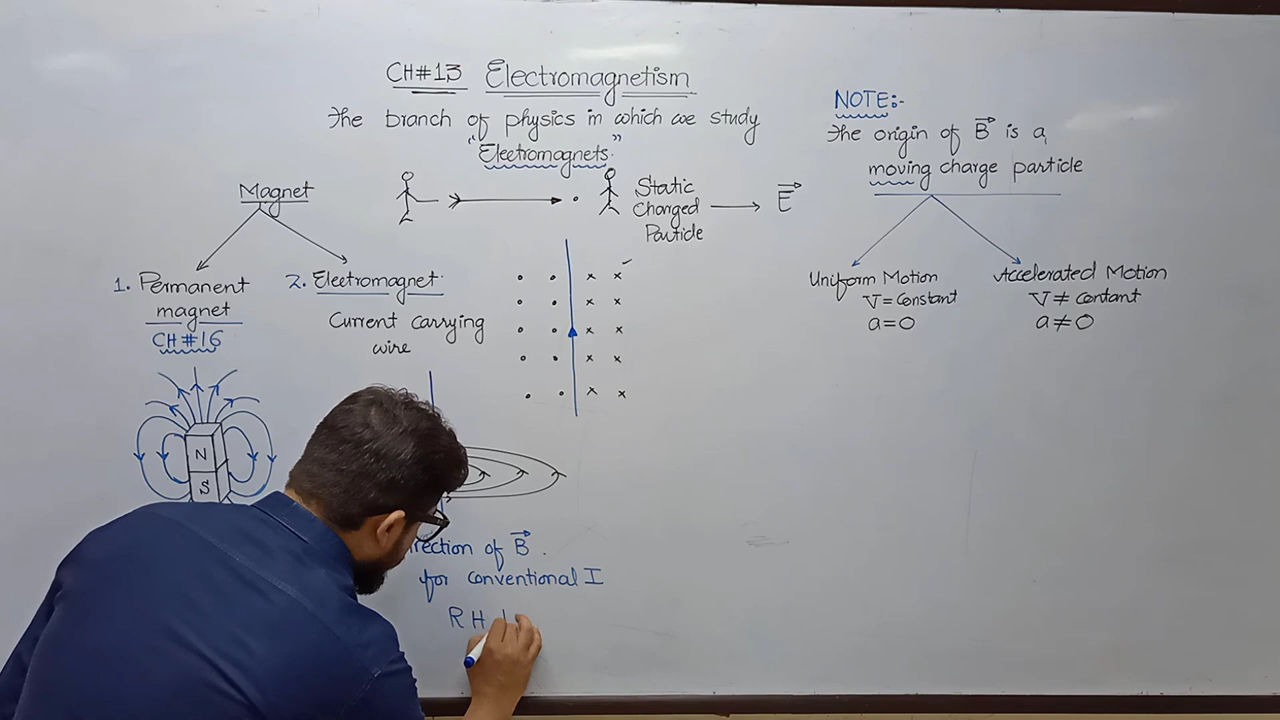 CH#13 Electromagnetism
The branch of physics in which we study
"Electromagnets."
Magnet
1. Permanent
magnet
CH#16
N
S
2. Electromagnet.
Current carrying
wire
Static
Charged
Particle
E
direction of B.
for conventional I
R H
NOTE:-
The origin of B is a
moving charge particle
Uniform Motion
V = constant
a = 0
Accelerated Motion
V ≠ contant
a ≠ 0